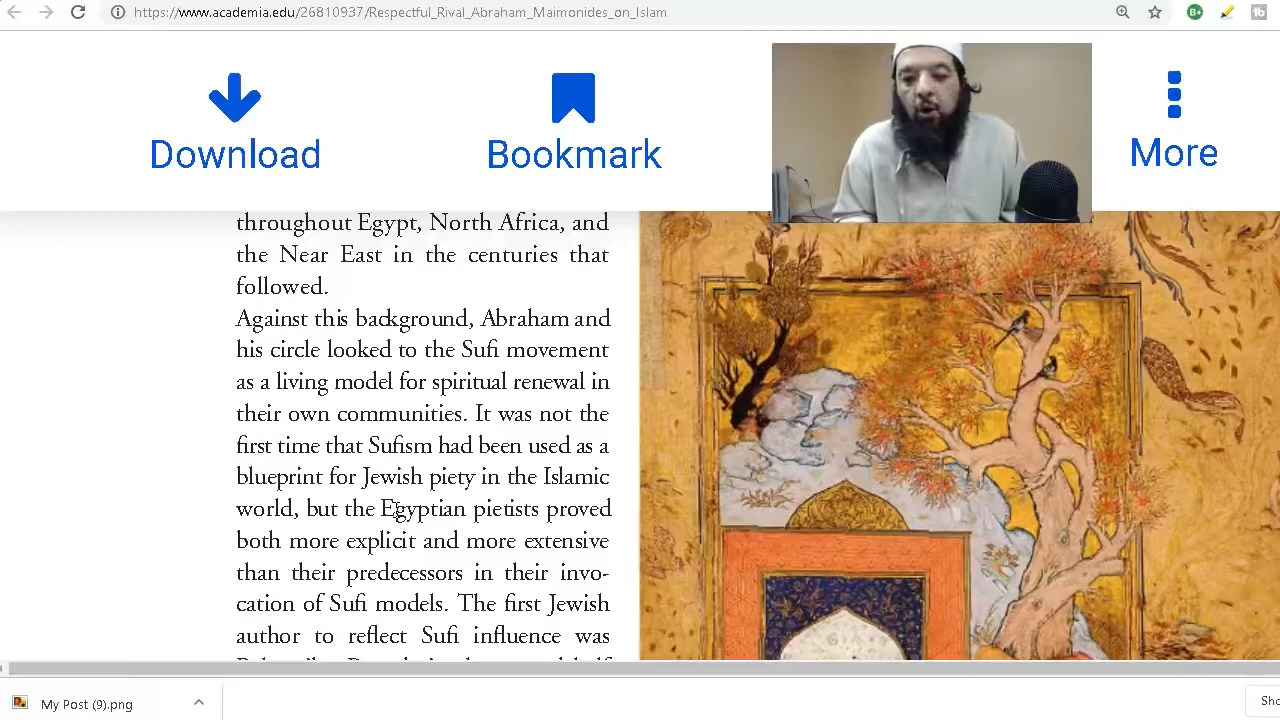 https://www.academia.edu/26810937/Respectful_Rival_Abraham_Maimonides_on_Islam
Download
Bookmark
More
throughout Egypt, North Africa, and
the Near East in the centuries that
followed.
Against this background, Abraham and
his circle looked to the Sufi movement
as a living model for spiritual renewal in
their own communities. It was not the
first time that Sufism had been used as a
blueprint for Jewish piety in the Islamic
world, but the Egyptian pietists proved
both more explicit and more extensive
than their predecessors in their invo-
cation of Sufi models. The first Jewish
author to reflect Sufi influence was
My Post (9).png
Sho